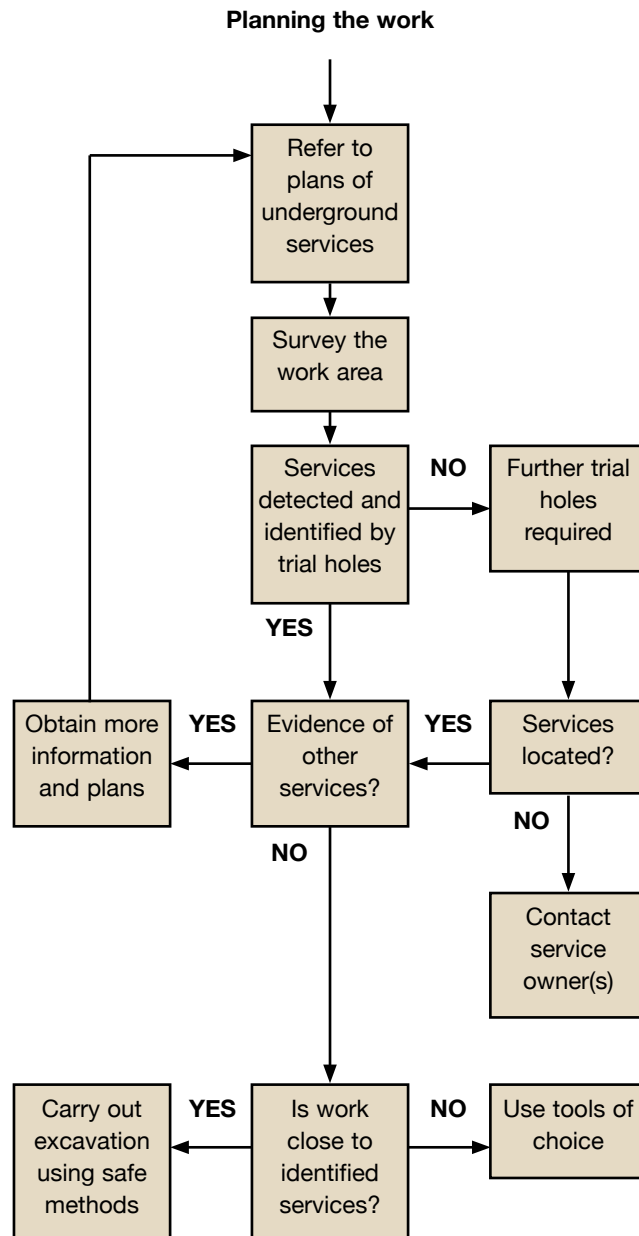 Planning the work
Refer to
plans of
underground
services
Survey the
work area
Services
detected and
identified by
trial holes
NO
Further trial
holes
required
YES
Obtain more
information
and plans
YES
Evidence of
other
services?
YES
Services
located?
NO
NO
Contact
service
owner(s)
Carry out
excavation
using safe
methods
YES
Is work
close to
identified
services?
NO
Use tools of
choice